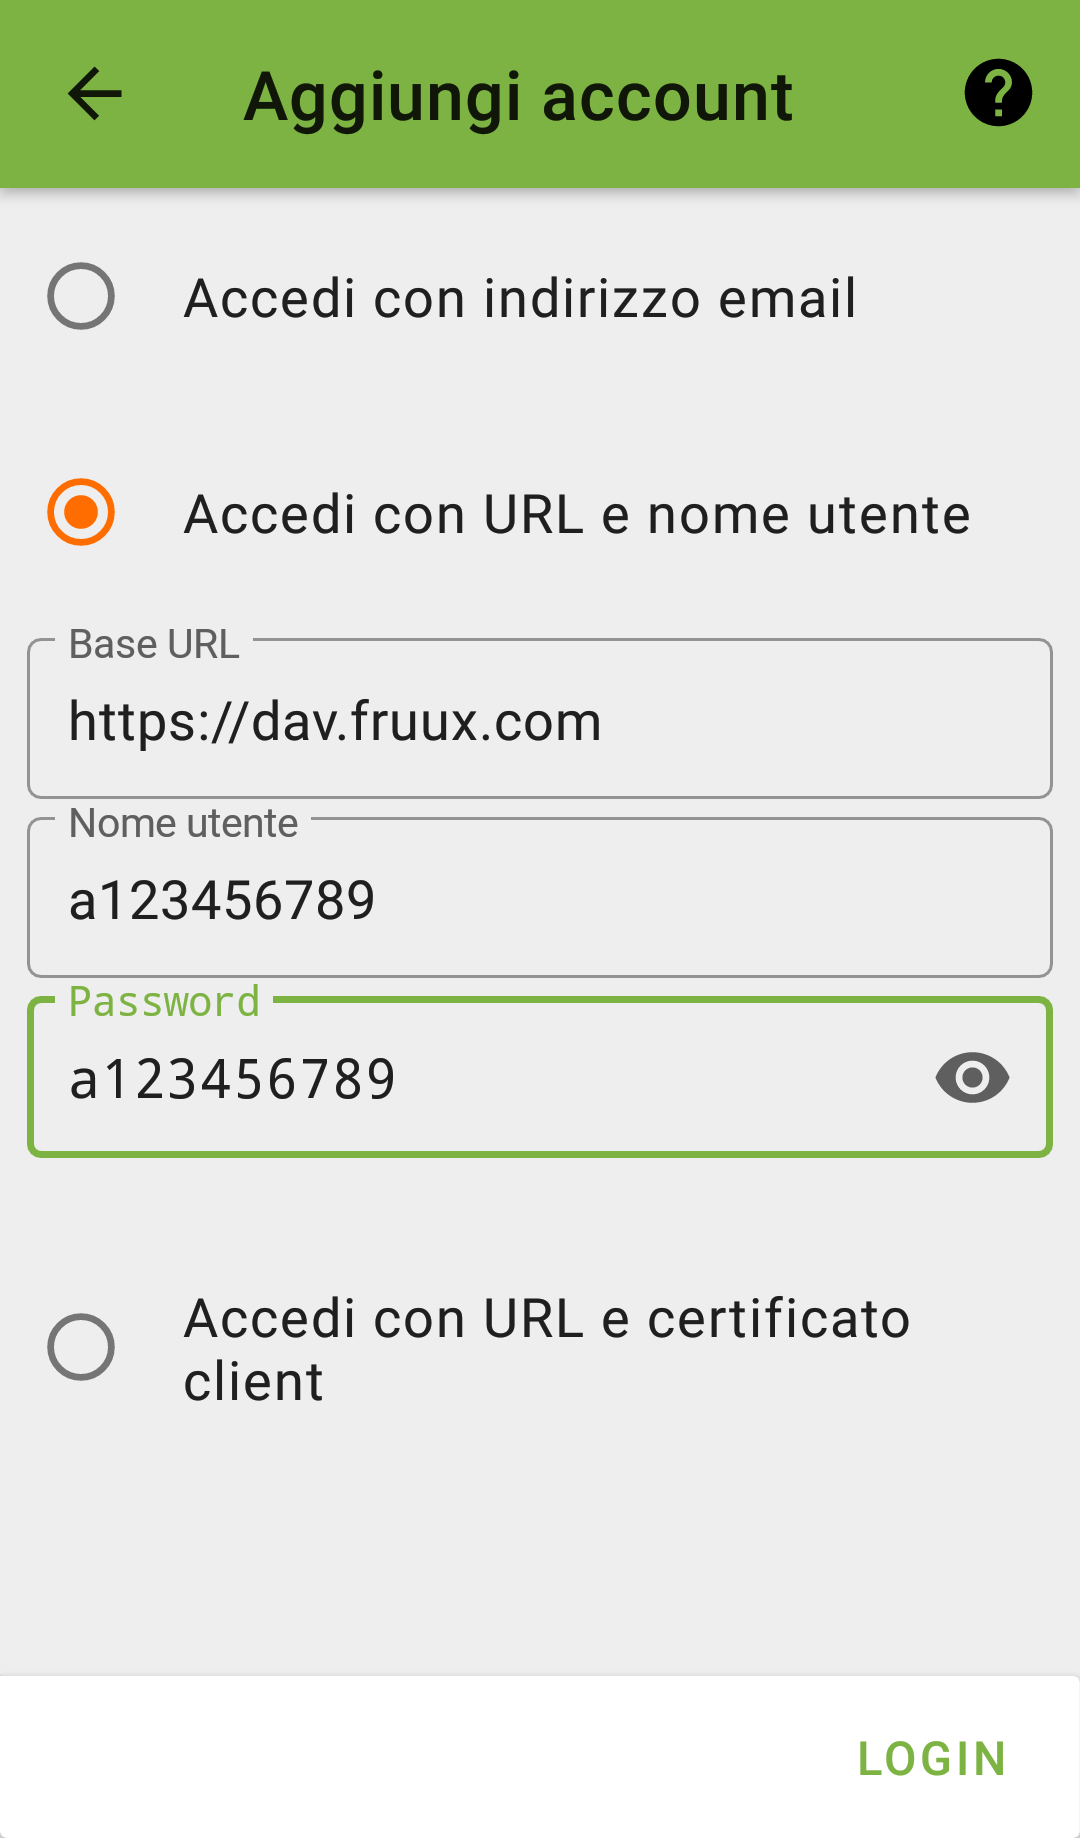 Aggiungi account
Accedi con indirizzo email
Accedi con URL e nome utente
Base URL
https://dav.fruux.com
Nome utente
a123456789
Password
a123456789
Accedi con URL e certificato
client
LOGIN